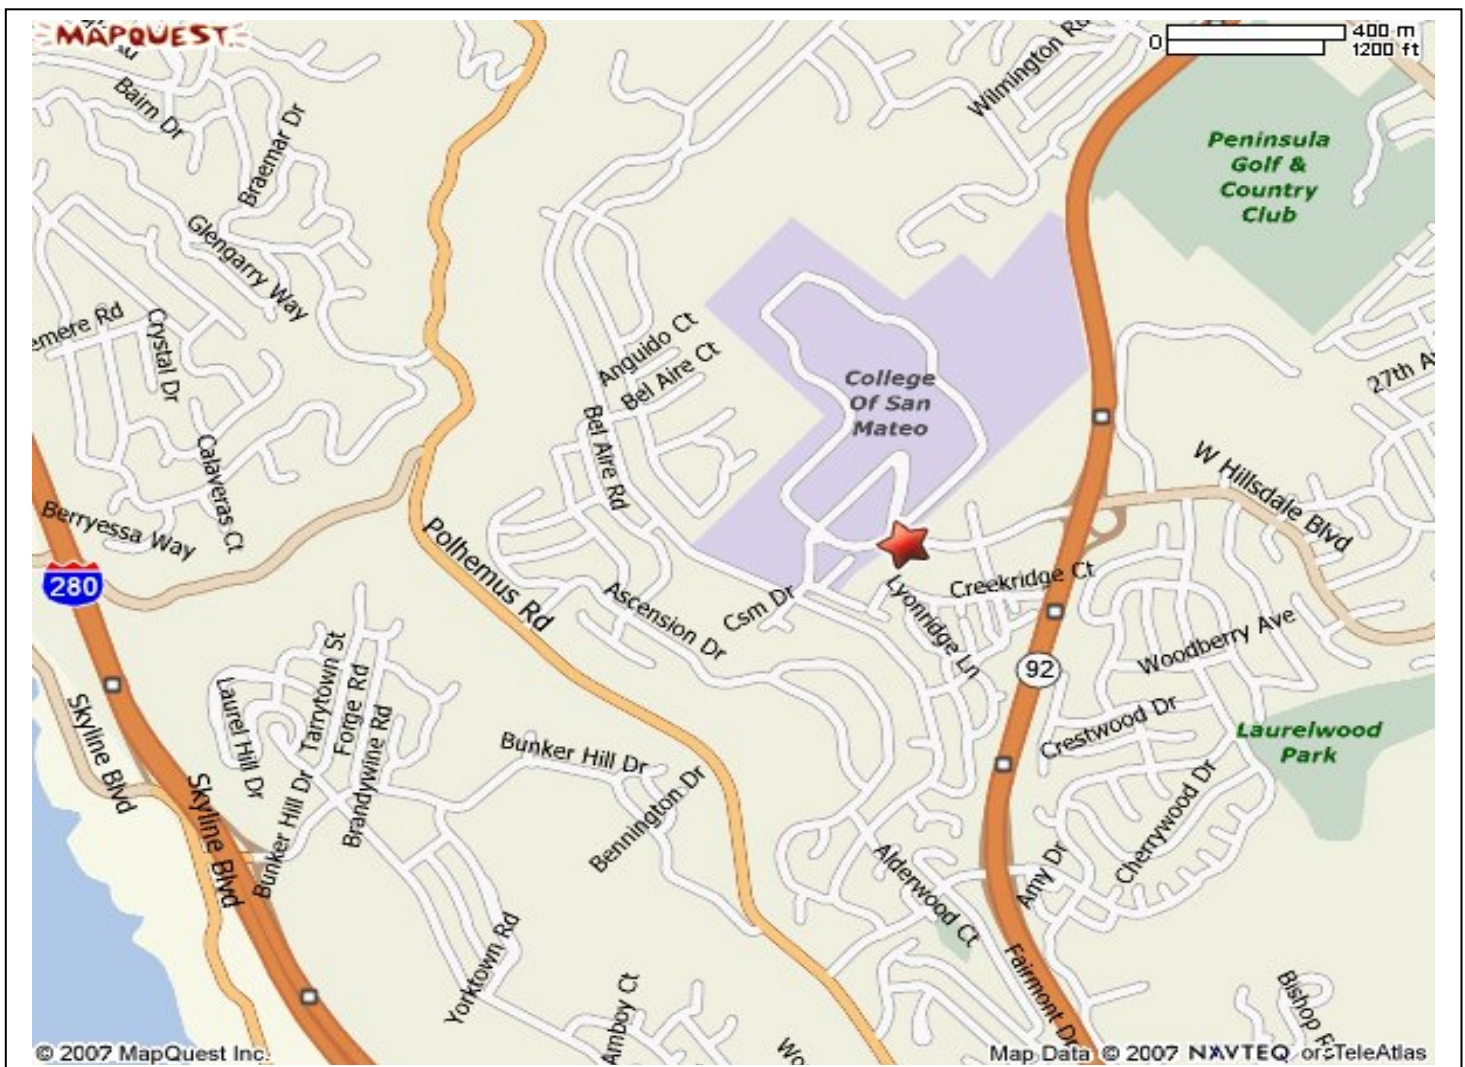 MAPQUEST
400 m
0
1200 ft
Wilmington Rd
Bairn Dr
Braemar Dr
Peninsula
Golf &
Country
Club
Glengarry Way
emere Rd
Crystal Dr
Anguido Ct
Bel Aire Ct
College
Of San
Mateo
27th A
Bel Aire Rd
Calaveras Ct
W Hillsdale Blvd
Berryessa Way
Polhemus Rd
280
Ascension Dr
Csm Dr
Lyonridge Ln
Creekridge Ct
Woodberry Ave
92
Laurel Hill Dr
Tarrytown St
Forge Rd
Brandywine Rd
Skyline Blvd
Skyline Blvd
Bunker Hill Dr
Bunker Hill Dr
Bennington Dr
Crestwood Dr
Laurelwood
Park
Cherrywood Dr
Amy Dr
Alderwood Ct
Yorktown Rd
Fairmont Dr
Amboy Ct
Wo
Bishop R
© 2007 MapQuest Inc.
Map Data © 2007 NAVTEQ or TeleAtlas